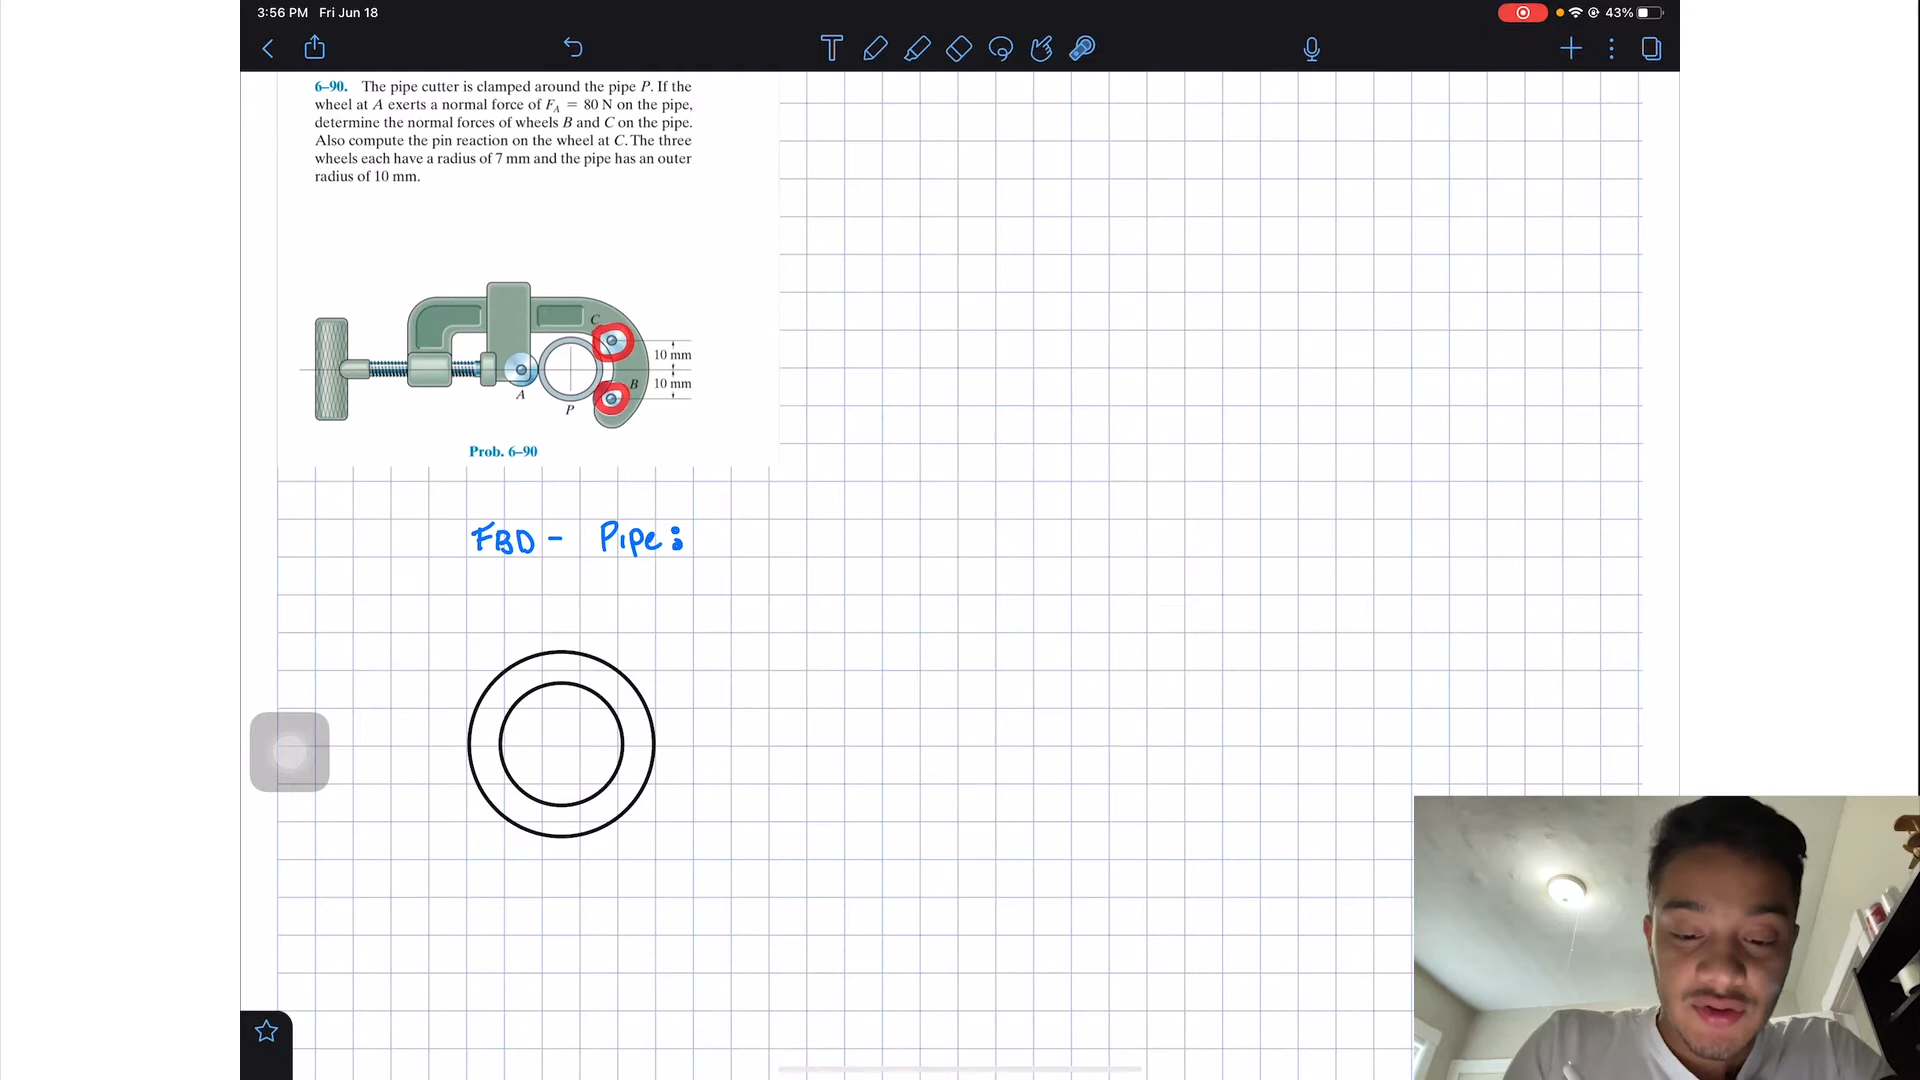 3:56 PM Fri Jun 18
43%
6–90. The pipe cutter is clamped around the pipe P. If the
wheel at A exerts a normal force of F_A = 80 N on the pipe,
determine the normal forces of wheels B and C on the pipe.
Also compute the pin reaction on the wheel at C. The three
wheels each have a radius of 7 mm and the pipe has an outer
radius of 10 mm.
C
10 mm
B
10 mm
A
P
Prob. 6–90
FBD - Pipe: